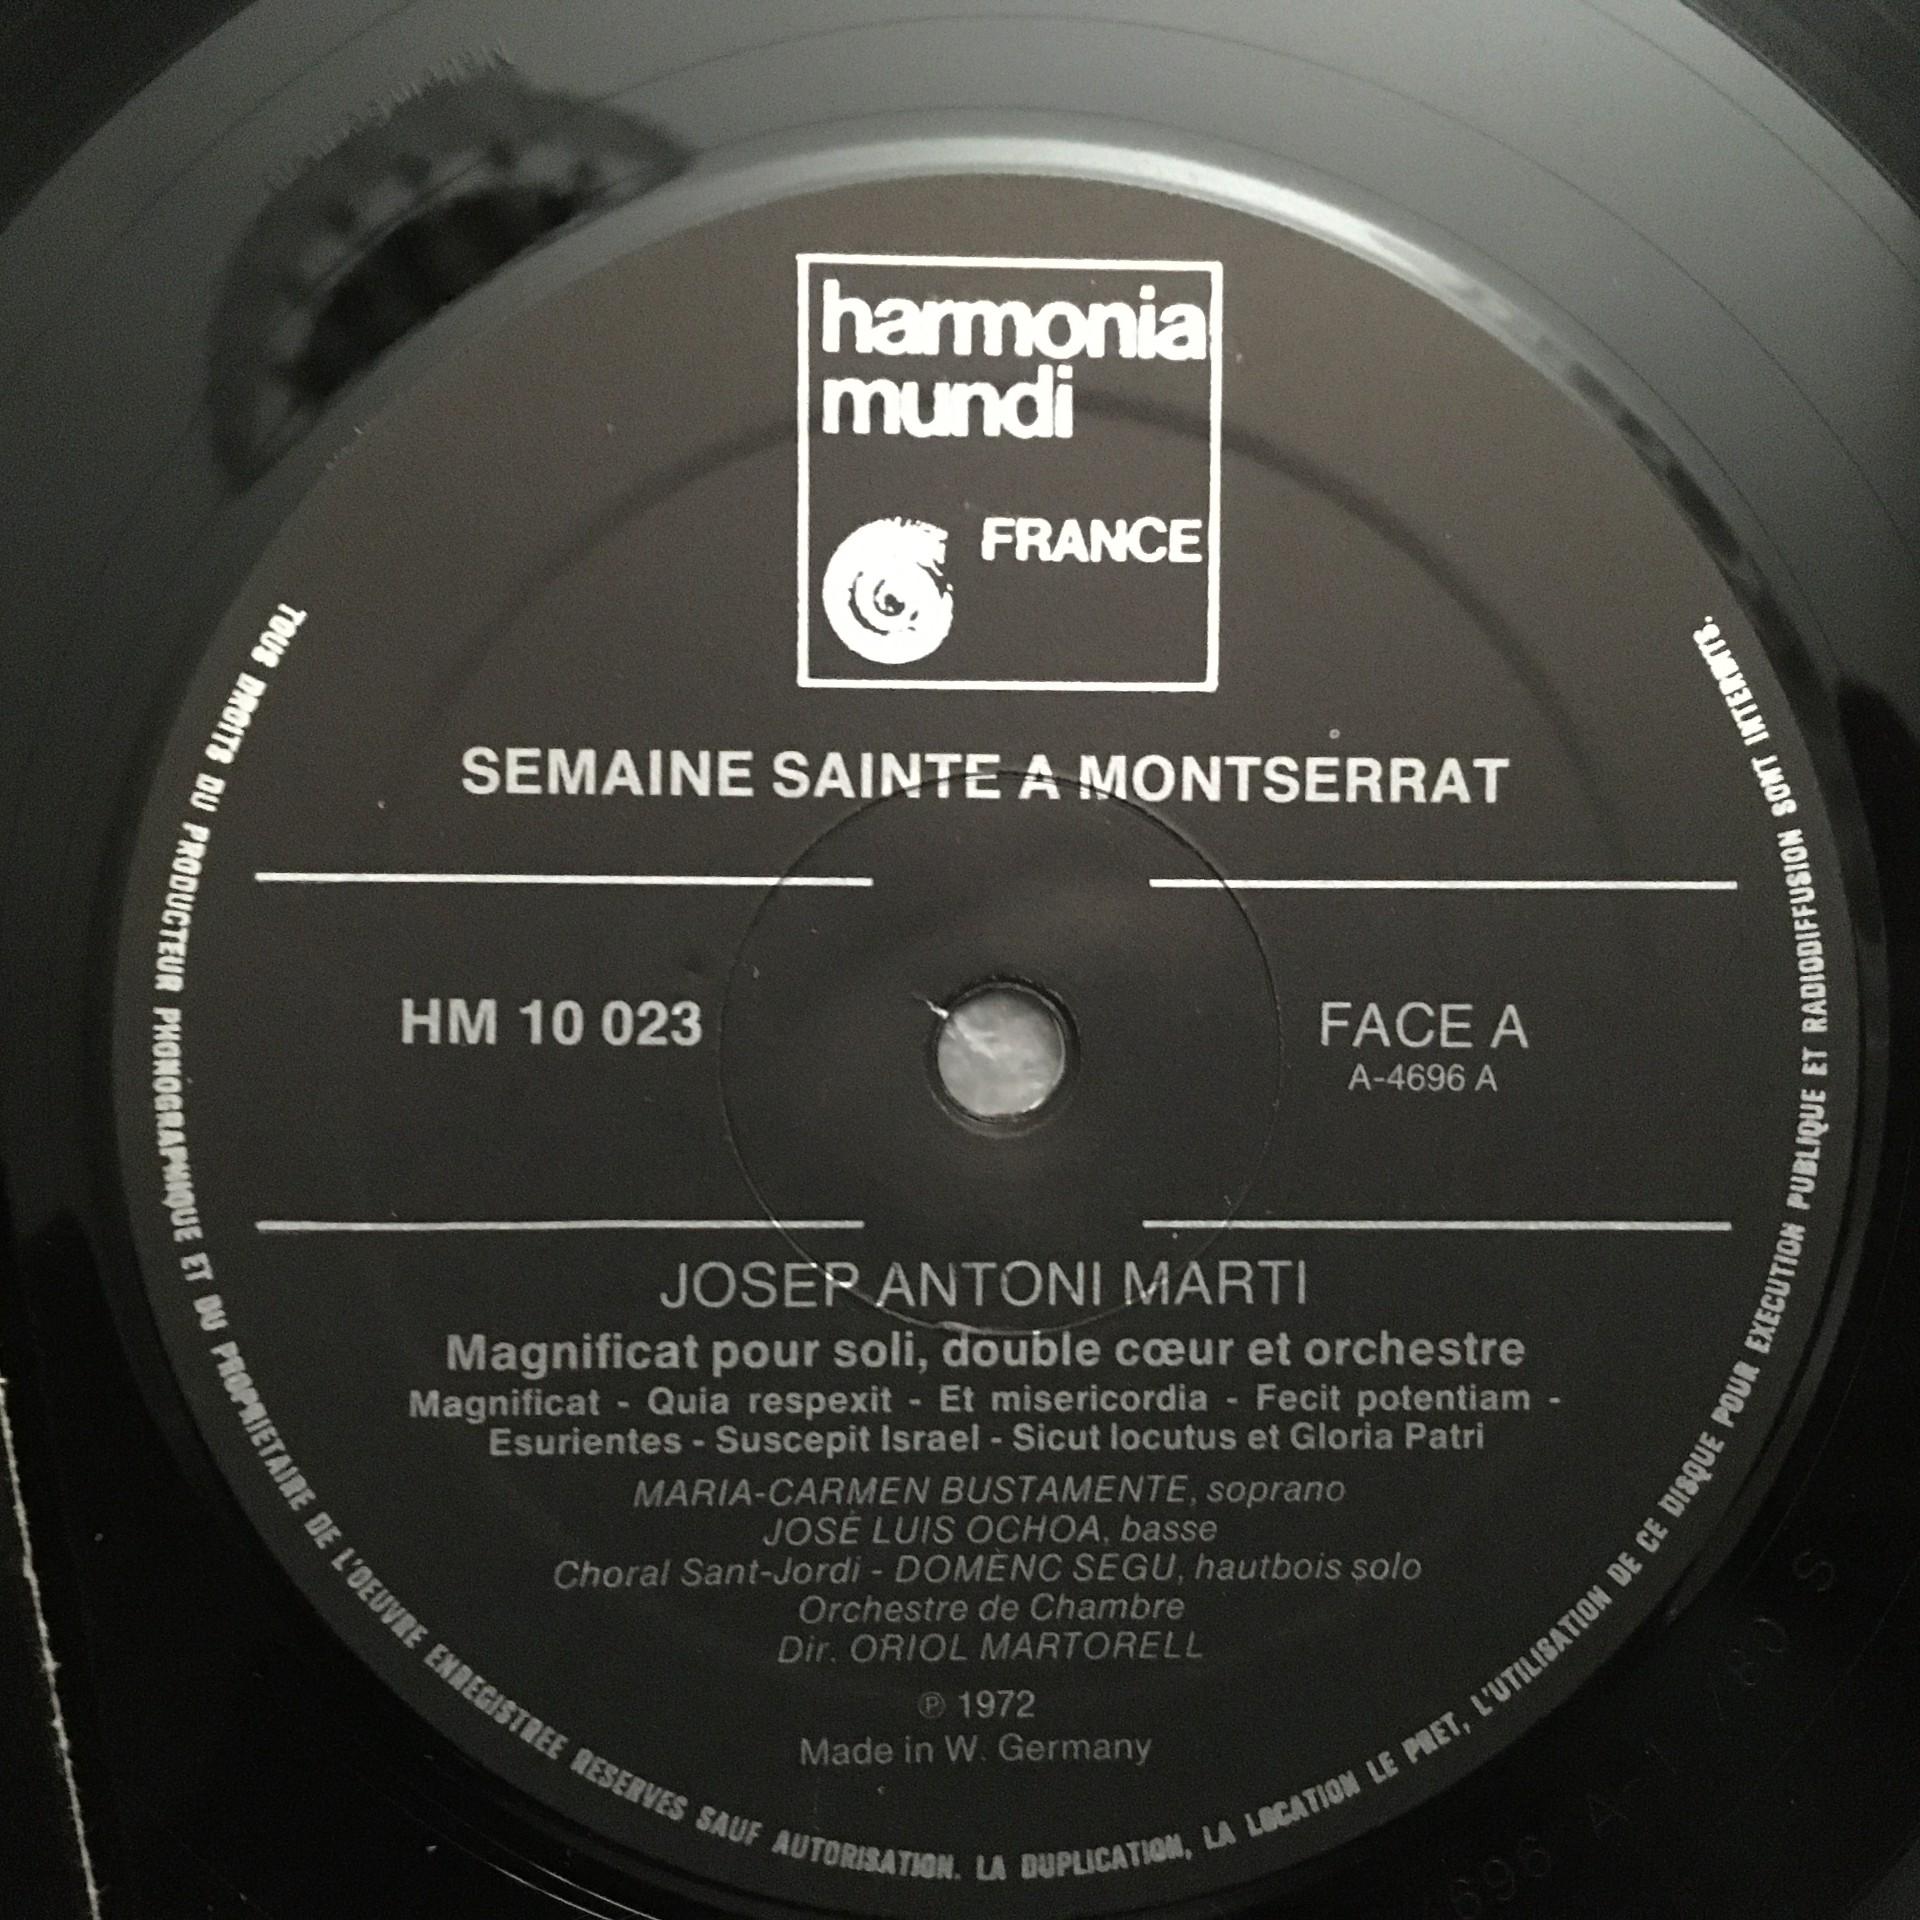 harmonia
mundi
FRANCE
SEMAINE SAINTE A MONTSERRAT
HM 10 023
FACE A
A-4696 A
JOSEP ANTONI MARTI
Magnificat pour soli, double cœur et orchestre
Magnificat - Quia respexit - Et misericordia - Fecit potentiam -
Esurientes - Suscepit Israel - Sicut locutus et Gloria Patri
MARIA-CARMEN BUSTAMENTE, soprano
JOSÉ LUIS OCHOA, basse
Choral Sant-Jordi - DOMÈNC SEGU, hautbois solo
Orchestre de Chambre
Dir. ORIOL MARTORELL
℗ 1972
Made in W. Germany
TOUS DROITS DU PRODUCTEUR PHONOGRAPHIQUE ET DU PROPRIETAIRE DE L'OEUVRE ENREGISTREE RESERVES SAUF AUTORISATION. LA DUPLICATION, LA LOCATION LE PRET, L'UTILISATION DE CE DISQUE POUR EXECUTION PUBLIQUE ET RADIODIFFUSION SONT INTERDITS.